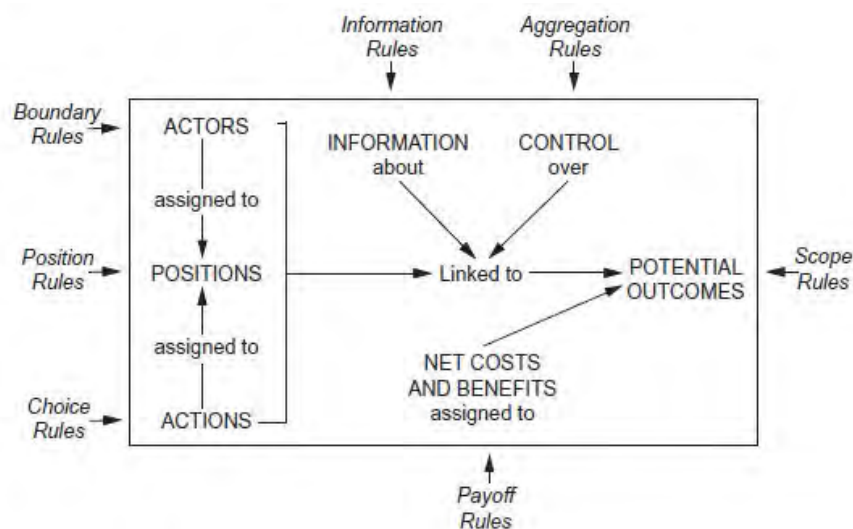 Information
Rules
Aggregation
Rules
Boundary
Rules
ACTORS
INFORMATION
about
CONTROL
over
assigned to
Position
Rules
POSITIONS
Linked to
POTENTIAL
OUTCOMES
Scope
Rules
assigned to
NET COSTS
AND BENEFITS
assigned to
Choice
Rules
ACTIONS
Payoff
Rules